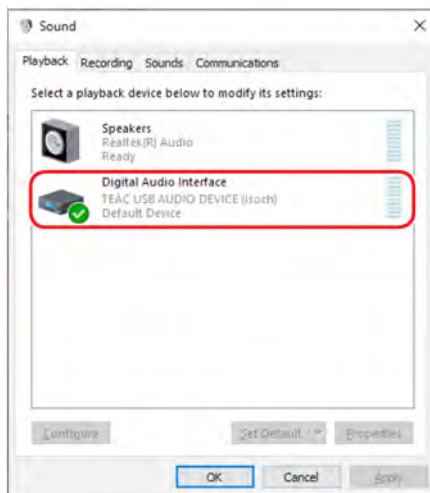 Sound
Playback Recording Sounds Communications
Select a playback device below to modify its settings:
Speakers
Realtek(R) Audio
Ready
Digital Audio Interface
TEAC USB AUDIO DEVICE (isoch)
Default Device
Configure Set Default Properties
OK Cancel Apply